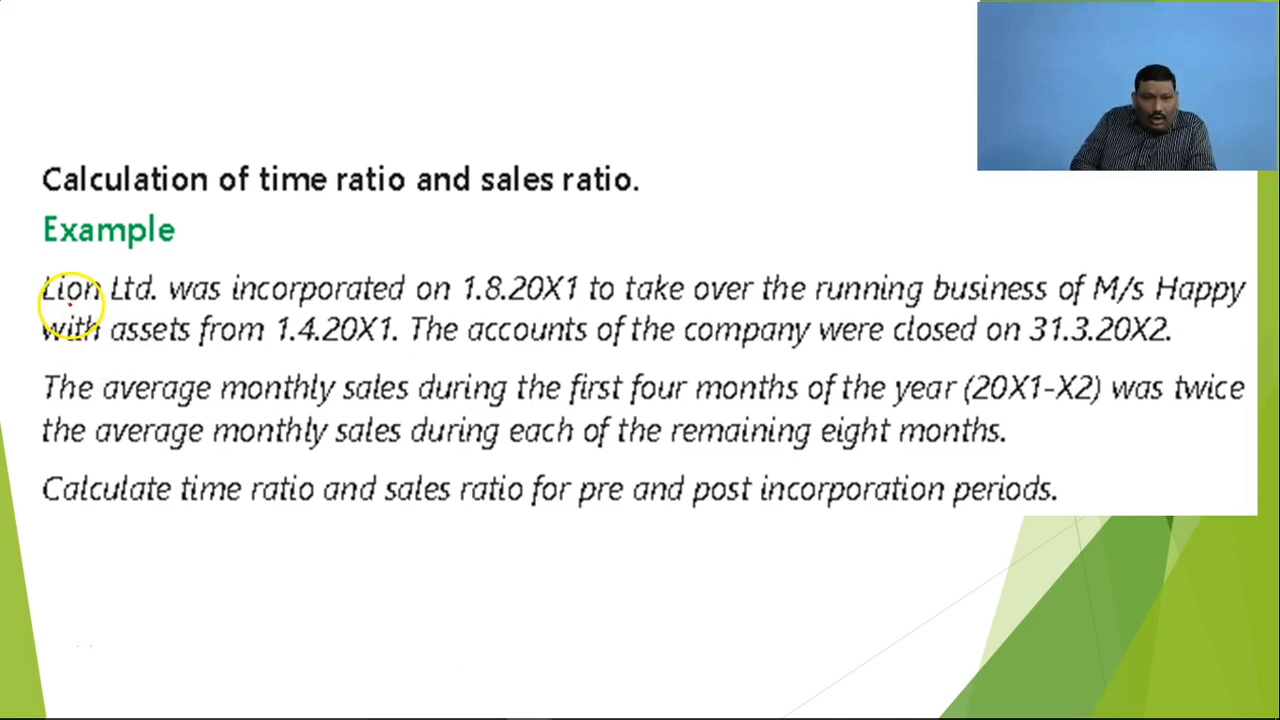 Calculation of time ratio and sales ratio.
Example
Lion Ltd. was incorporated on 1.8.20X1 to take over the running business of M/s Happy
with assets from 1.4.20X1. The accounts of the company were closed on 31.3.20X2.
The average monthly sales during the first four months of the year (20X1-X2) was twice
the average monthly sales during each of the remaining eight months.
Calculate time ratio and sales ratio for pre and post incorporation periods.